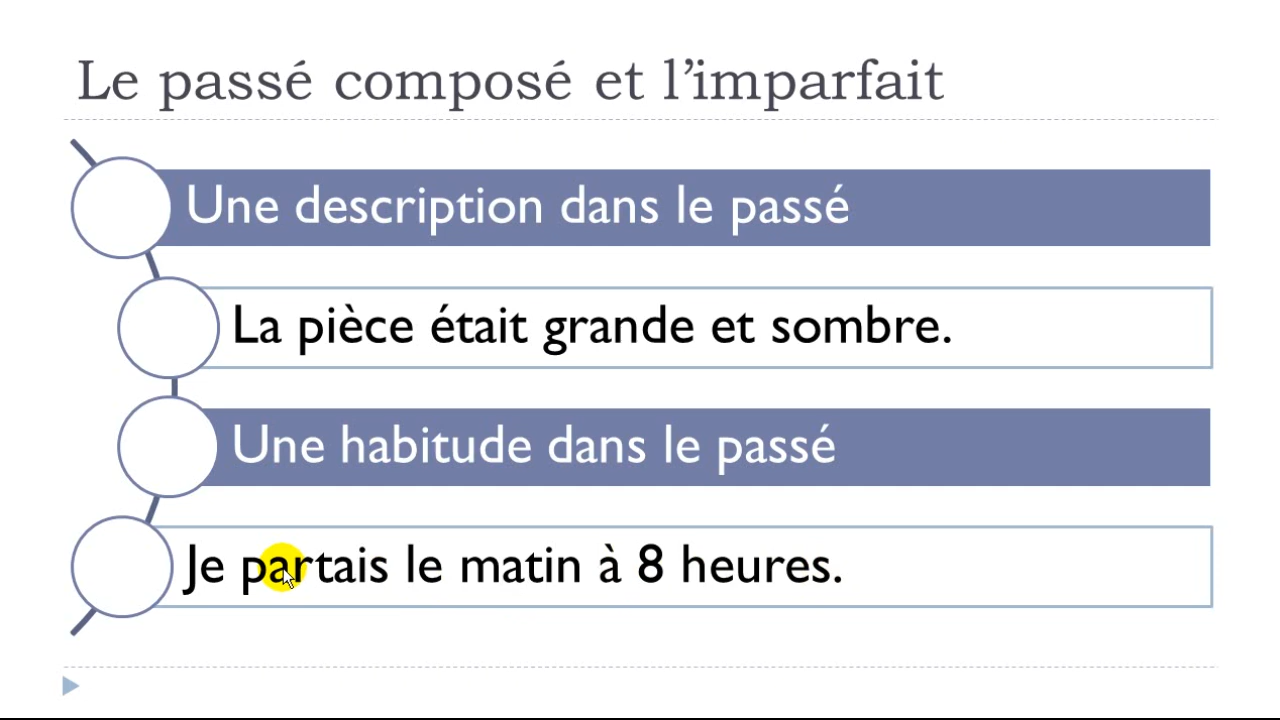 Le passé composé et l’imparfait
Une description dans le passé
La pièce était grande et sombre.
Une habitude dans le passé
Je partais le matin à 8 heures.